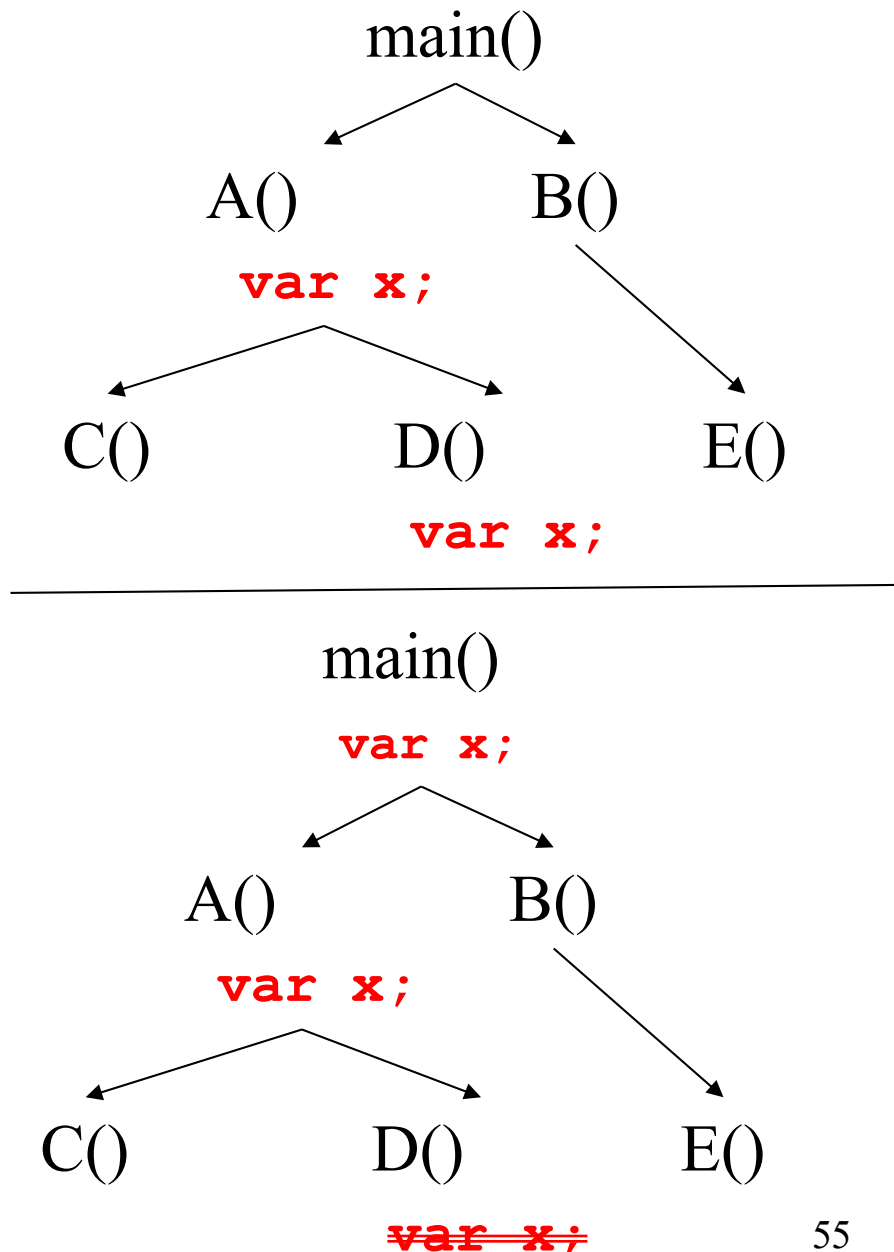 main()
A() B()
var x;
C() D() E()
var x;
main()
var x;
A() B()
var x;
C() D() E()
var x;
55